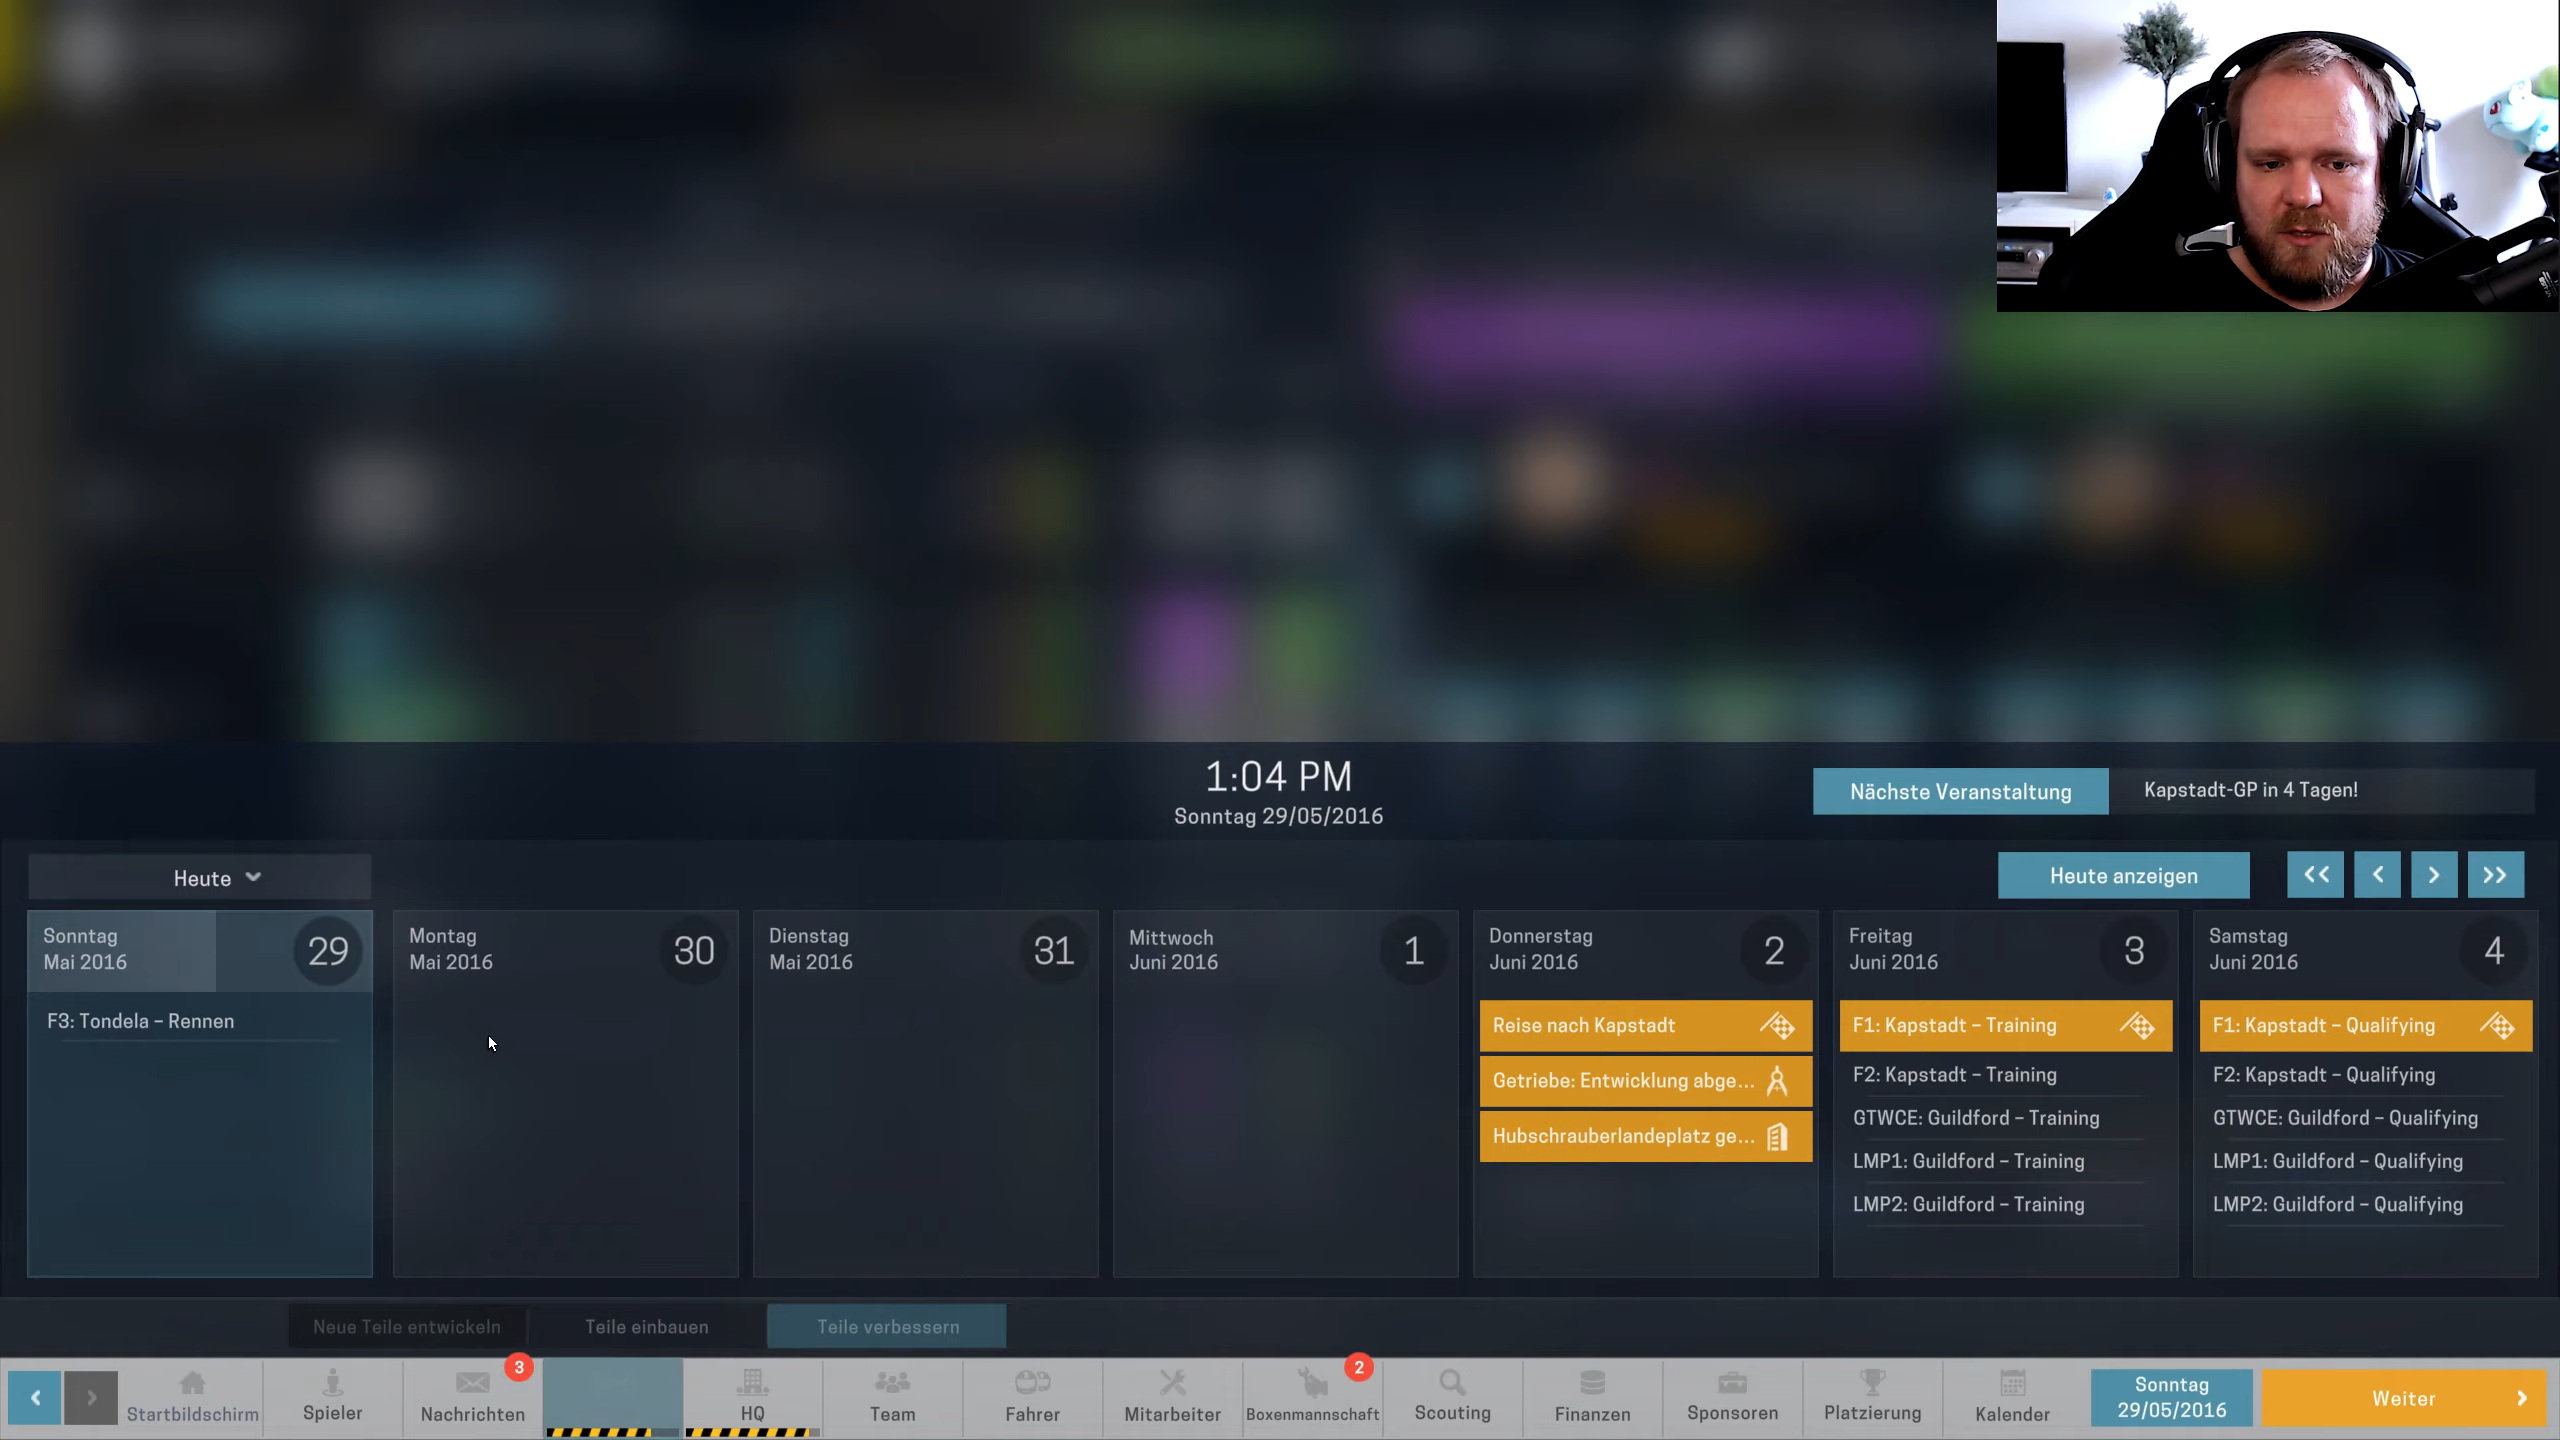 1:04 PM
Sonntag 29/05/2016
Nächste Veranstaltung
Kapstadt-GP in 4 Tagen!
Heute
Heute anzeigen
Sonntag
Mai 2016
29
F3: Tondela – Rennen
Montag
Mai 2016
30
Dienstag
Mai 2016
31
Mittwoch
Juni 2016
1
Donnerstag
Juni 2016
2
Reise nach Kapstadt
Getriebe: Entwicklung abge...
Hubschrauberlandeplatz ge...
Freitag
Juni 2016
3
F1: Kapstadt – Training
F2: Kapstadt – Training
GTWCE: Guildford – Training
LMP1: Guildford – Training
LMP2: Guildford – Training
Samstag
Juni 2016
4
F1: Kapstadt – Qualifying
F2: Kapstadt – Qualifying
GTWCE: Guildford – Qualifying
LMP1: Guildford – Qualifying
LMP2: Guildford – Qualifying
Neue Teile entwickeln
Teile einbauen
Teile verbessern
Startbildschirm
Spieler
3
Nachrichten
HQ
Team
Fahrer
Mitarbeiter
2
Boxenmannschaft
Scouting
Finanzen
Sponsoren
Platzierung
Kalender
Sonntag
29/05/2016
Weiter